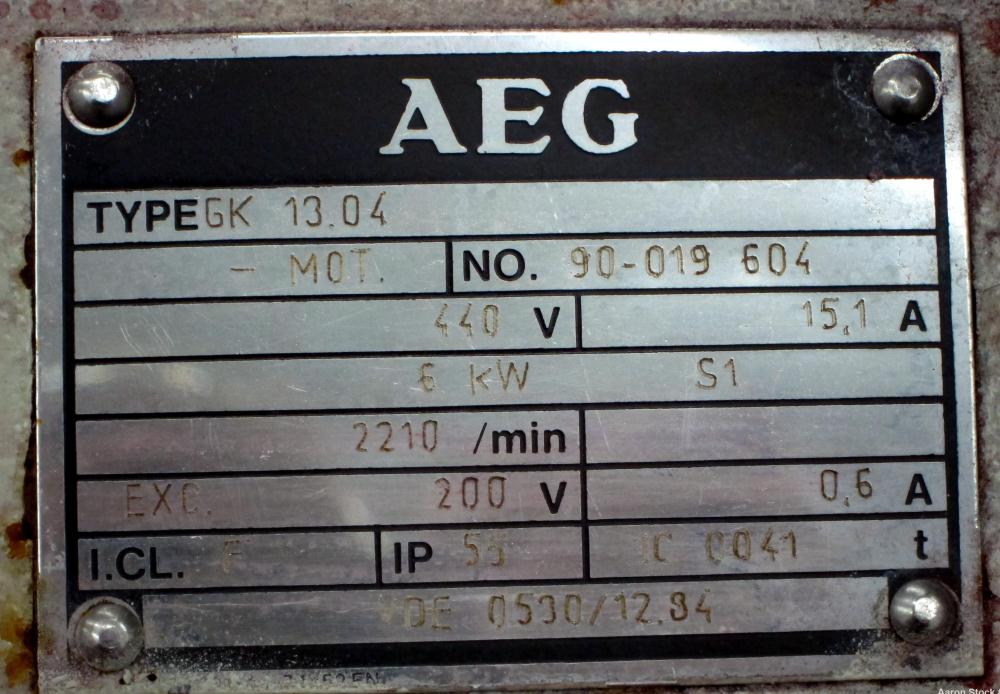 AEG
TYPE GK 13.04
– MOT. NO. 90-019 604
440 V 15,1 A
6 kW S1
2210 /min
EXC. 200 V 0,6 A
I.CL. F IP 55 IC 0041 t
VDE 0530/12.84
Aaron Stock